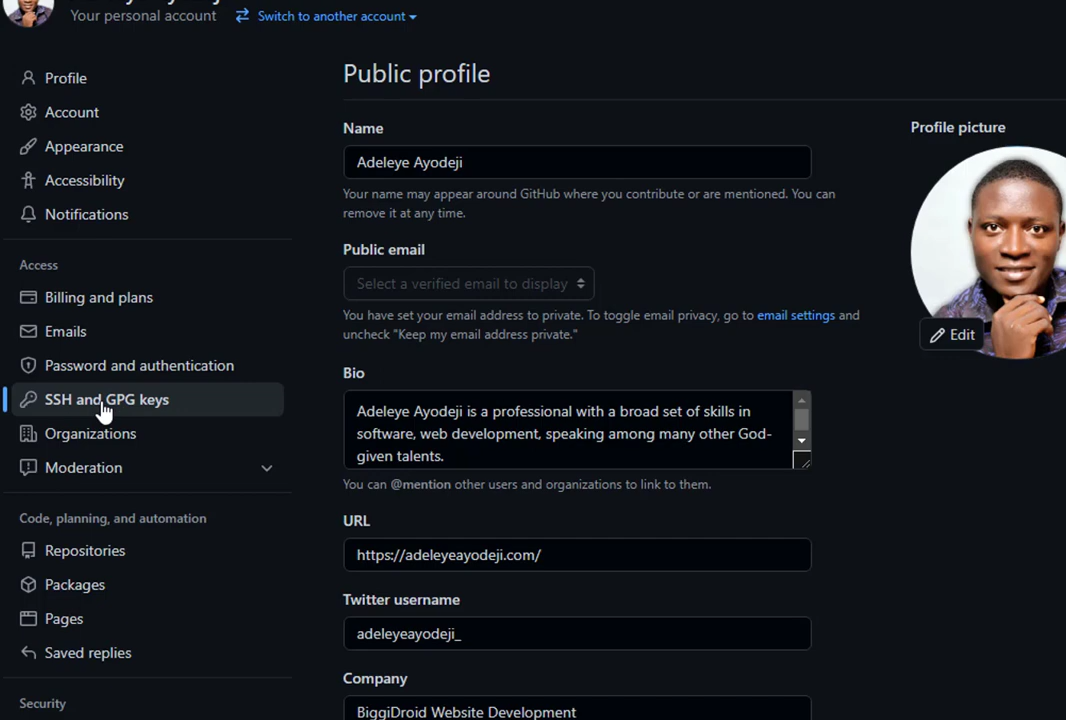 Your personal account
Switch to another account
Profile
Account
Appearance
Accessibility
Notifications
Access
Billing and plans
Emails
Password and authentication
SSH and GPG keys
Organizations
Moderation
Code, planning, and automation
Repositories
Packages
Pages
Saved replies
Security
Public profile
Name
Adeleye Ayodeji
Your name may appear around GitHub where you contribute or are mentioned. You can
remove it at any time.
Public email
Select a verified email to display
You have set your email address to private. To toggle email privacy, go to email settings and
uncheck "Keep my email address private."
Bio
Adeleye Ayodeji is a professional with a broad set of skills in
software, web development, speaking among many other God-
given talents.
You can @mention other users and organizations to link to them.
URL
https://adeleyeayodeji.com/
Twitter username
adeleyeayodeji_
Company
BiggiDroid Website Development
Profile picture
Edit